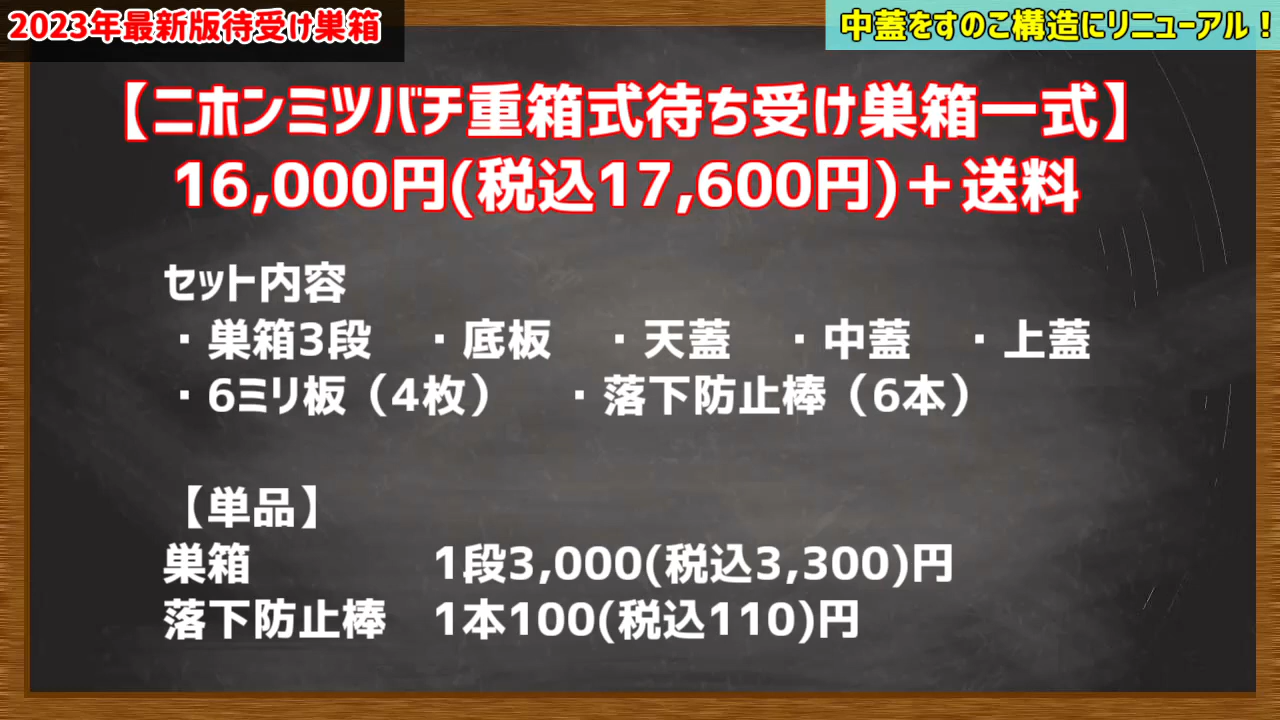 2023年最新版待受け巣箱
中蓋をすのこ構造にリニューアル！
【ニホンミツバチ重箱式待ち受け巣箱一式】
16,000円(税込17,600円)＋送料
セット内容
・巣箱3段　・底板　・天蓋　・中蓋　・上蓋
・6ミリ板（4枚）　・落下防止棒（6本）
【単品】
巣箱　1段3,000(税込3,300)円
落下防止棒　1本100(税込110)円